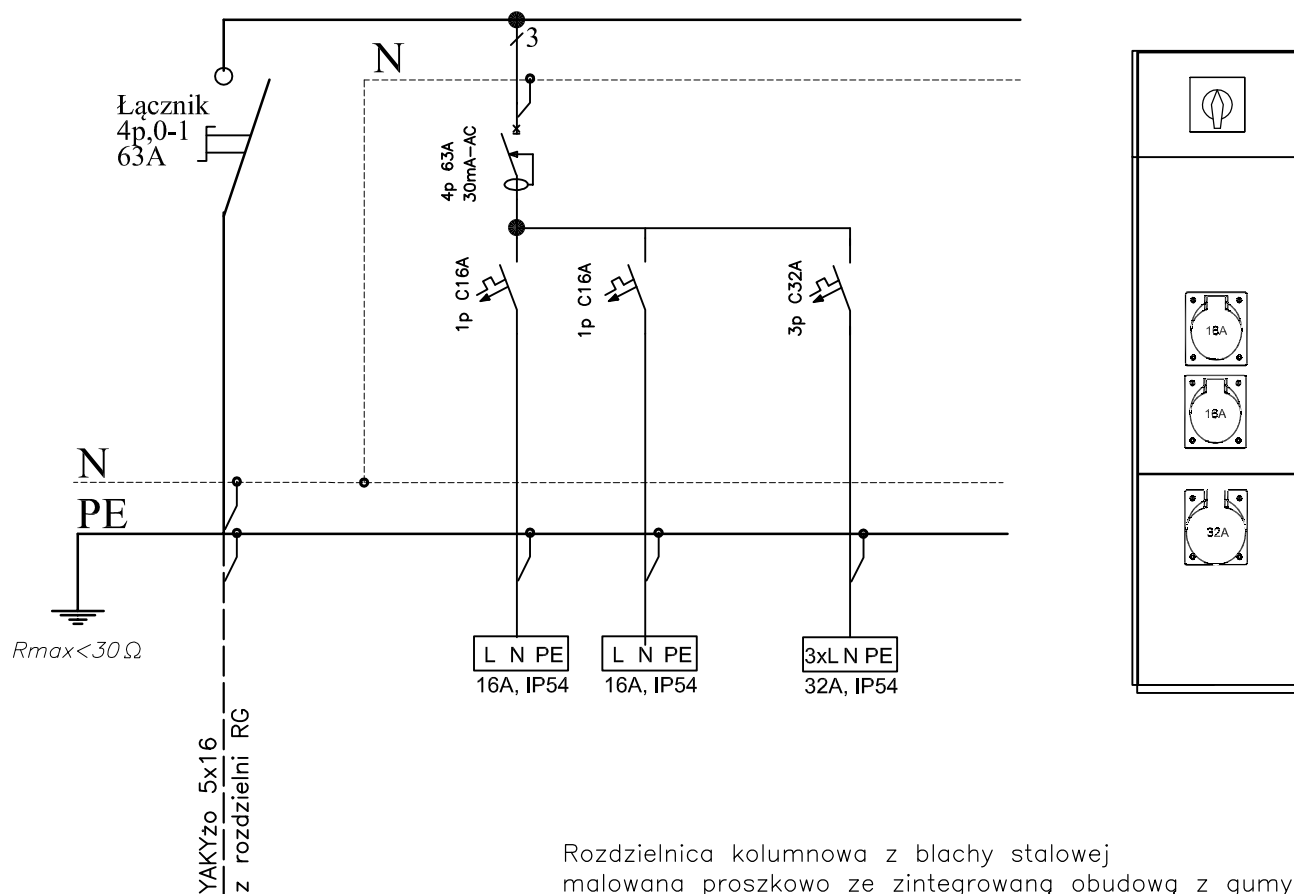 3
N
Łącznik
4p,0-1
63A
4p 63A
30mA-AC
1p C16A
1p C16A
3p C32A
16A
16A
32A
N
PE
Rmax<30Ω
L N PE
16A, IP54
L N PE
16A, IP54
3xL N PE
32A, IP54
YAKYżo 5x16
z rozdzielni RG
Rozdzielnica kolumnowa z blachy stalowej
malowana proszkowo ze zintegrowaną obudową z gumy